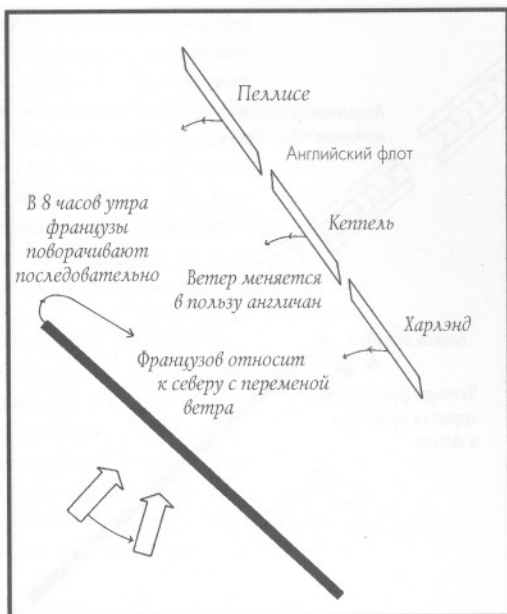 Пеллисе
Английский флот
В 8 часов утра
французы
поворачивают
последовательно
Кеппель
Ветер меняется
в пользу англичан
Харлэнд
Французов относит
к северу с переменой
ветра